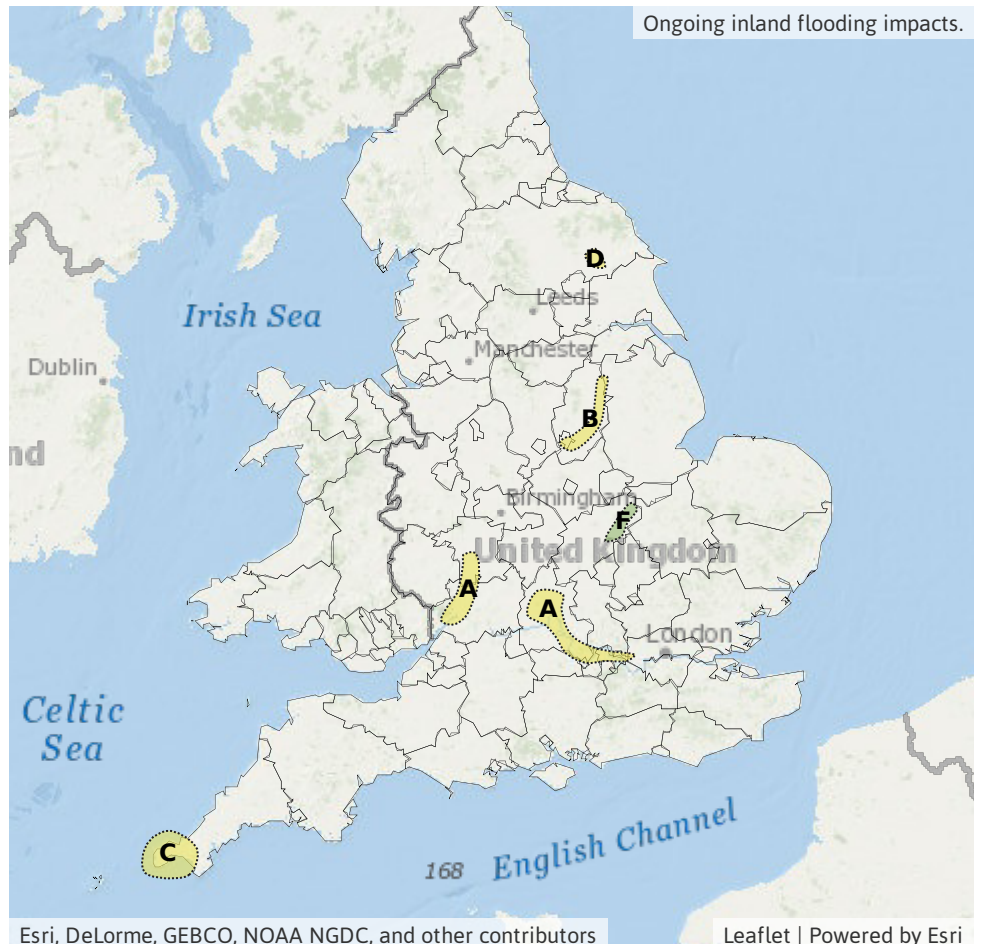 Ongoing inland flooding impacts.
D
Leeds
Irish Sea
Manchester
Dublin
B
nd
Birmingham
F
United Kingdom
A
A
London
Celtic
Sea
C
English Channel
168
Esri, DeLorme, GEBCO, NOAA NGDC, and other contributors
Leaflet | Powered by Esri